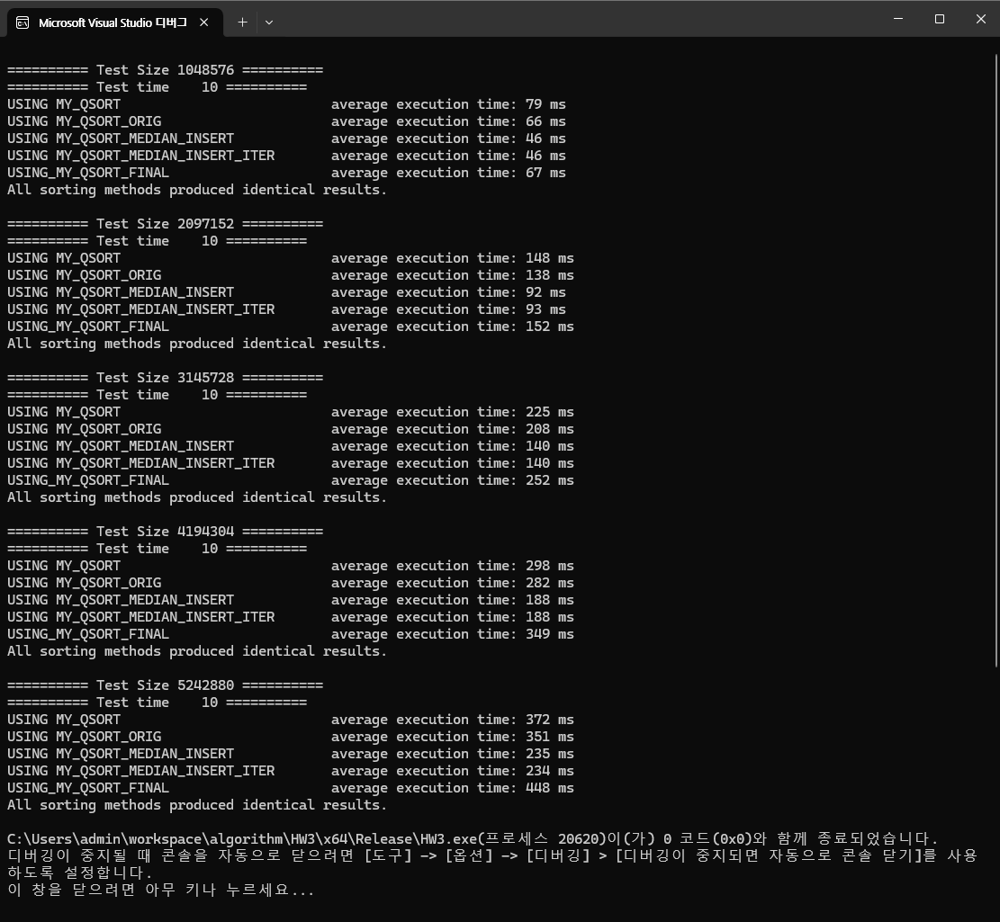 Microsoft Visual Studio 디버그
========== Test Size 1048576 ==========
========== Test time    10 ==========
USING MY_QSORT                          average execution time: 79 ms
USING MY_QSORT_ORIG                     average execution time: 66 ms
USING MY_QSORT_MEDIAN_INSERT            average execution time: 46 ms
USING MY_QSORT_MEDIAN_INSERT_ITER       average execution time: 46 ms
USING_MY_QSORT_FINAL                    average execution time: 67 ms
All sorting methods produced identical results.

========== Test Size 2097152 ==========
========== Test time    10 ==========
USING MY_QSORT                          average execution time: 148 ms
USING MY_QSORT_ORIG                     average execution time: 138 ms
USING MY_QSORT_MEDIAN_INSERT            average execution time: 92 ms
USING MY_QSORT_MEDIAN_INSERT_ITER       average execution time: 93 ms
USING_MY_QSORT_FINAL                    average execution time: 152 ms
All sorting methods produced identical results.

========== Test Size 3145728 ==========
========== Test time    10 ==========
USING MY_QSORT                          average execution time: 225 ms
USING MY_QSORT_ORIG                     average execution time: 208 ms
USING MY_QSORT_MEDIAN_INSERT            average execution time: 140 ms
USING MY_QSORT_MEDIAN_INSERT_ITER       average execution time: 140 ms
USING_MY_QSORT_FINAL                    average execution time: 252 ms
All sorting methods produced identical results.

========== Test Size 4194304 ==========
========== Test time    10 ==========
USING MY_QSORT                          average execution time: 298 ms
USING MY_QSORT_ORIG                     average execution time: 282 ms
USING MY_QSORT_MEDIAN_INSERT            average execution time: 188 ms
USING MY_QSORT_MEDIAN_INSERT_ITER       average execution time: 188 ms
USING_MY_QSORT_FINAL                    average execution time: 349 ms
All sorting methods produced identical results.

========== Test Size 5242880 ==========
========== Test time    10 ==========
USING MY_QSORT                          average execution time: 372 ms
USING MY_QSORT_ORIG                     average execution time: 351 ms
USING MY_QSORT_MEDIAN_INSERT            average execution time: 235 ms
USING MY_QSORT_MEDIAN_INSERT_ITER       average execution time: 234 ms
USING_MY_QSORT_FINAL                    average execution time: 448 ms
All sorting methods produced identical results.

C:\Users\admin\workspace\algorithm\HW3\x64\Release\HW3.exe(프로세스 20620)이(가) 0 코드(0x0)와 함께 종료되었습니다.
디버깅이 중지될 때 콘솔을 자동으로 닫으려면 [도구] -> [옵션] -> [디버깅] > [디버깅이 중지되면 자동으로 콘솔 닫기]를 사용
하도록 설정합니다.
이 창을 닫으려면 아무 키나 누르세요...